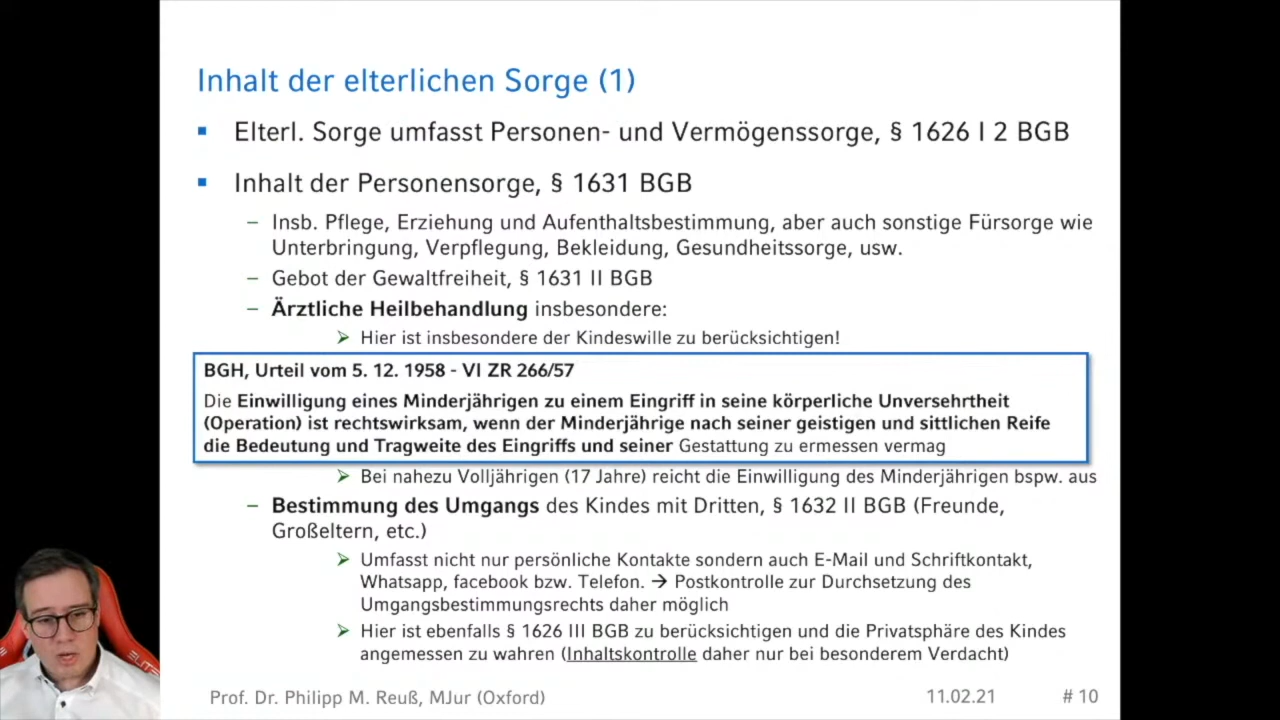 Inhalt der elterlichen Sorge (1)
▪ Elterl. Sorge umfasst Personen- und Vermögenssorge, § 1626 I 2 BGB
▪ Inhalt der Personensorge, § 1631 BGB
– Insb. Pflege, Erziehung und Aufenthaltsbestimmung, aber auch sonstige Fürsorge wie
Unterbringung, Verpflegung, Bekleidung, Gesundheitssorge, usw.
– Gebot der Gewaltfreiheit, § 1631 II BGB
– Ärztliche Heilbehandlung insbesondere:
➢ Hier ist insbesondere der Kindeswille zu berücksichtigen!
BGH, Urteil vom 5. 12. 1958 - VI ZR 266/57
Die Einwilligung eines Minderjährigen zu einem Eingriff in seine körperliche Unversehrtheit
(Operation) ist rechtswirksam, wenn der Minderjährige nach seiner geistigen und sittlichen Reife
die Bedeutung und Tragweite des Eingriffs und seiner Gestattung zu ermessen vermag
➢ Bei nahezu Volljährigen (17 Jahre) reicht die Einwilligung des Minderjährigen bspw. aus
– Bestimmung des Umgangs des Kindes mit Dritten, § 1632 II BGB (Freunde,
Großeltern, etc.)
➢ Umfasst nicht nur persönliche Kontakte sondern auch E-Mail und Schriftkontakt,
Whatsapp, facebook bzw. Telefon. → Postkontrolle zur Durchsetzung des
Umgangsbestimmungsrechts daher möglich
➢ Hier ist ebenfalls § 1626 III BGB zu berücksichtigen und die Privatsphäre des Kindes
angemessen zu wahren (Inhaltskontrolle daher nur bei besonderem Verdacht)
Prof. Dr. Philipp M. Reuß, MJur (Oxford) 11.02.21 # 10